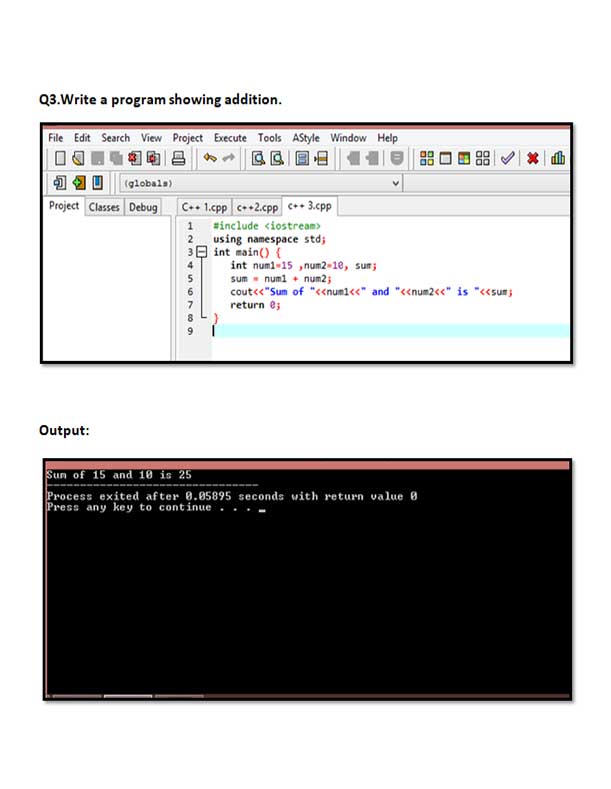 Q3.Write a program showing addition.
File Edit Search View Project Execute Tools AStyle Window Help
(globals)
Project Classes Debug C++ 1.cpp c++2.cpp c++ 3.cpp
1 #include <iostream>
2 using namespace std;
3 int main() {
4 int num1=15 ,num2=10, sum;
5 sum = num1 + num2;
6 cout<<"Sum of "<<num1<<" and "<<num2<<" is "<<sum;
7 return 0;
8 }
9
Output:
Sum of 15 and 10 is 25
--------------------------------
Process exited after 0.05895 seconds with return value 0
Press any key to continue . . . _